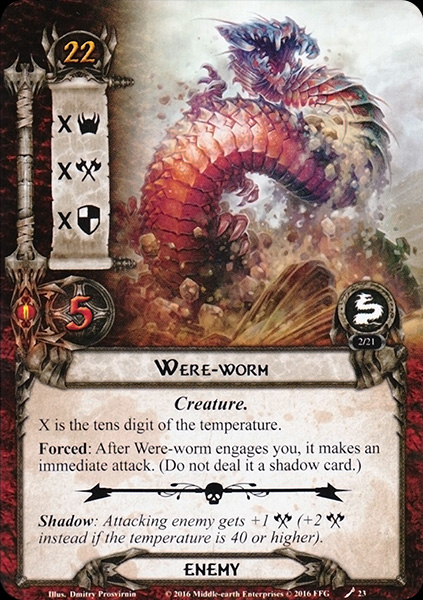 22
X
X
X
5
2/21
Were-worm
Creature.
X is the tens digit of the temperature.
Forced: After Were-worm engages you, it makes an
immediate attack. (Do not deal it a shadow card.)
Shadow: Attacking enemy gets +1 (+2
instead if the temperature is 40 or higher).
ENEMY
Illus. Dmitry Prosvirnin © 2016 Middle-earth Enterprises © 2016 FFG 23